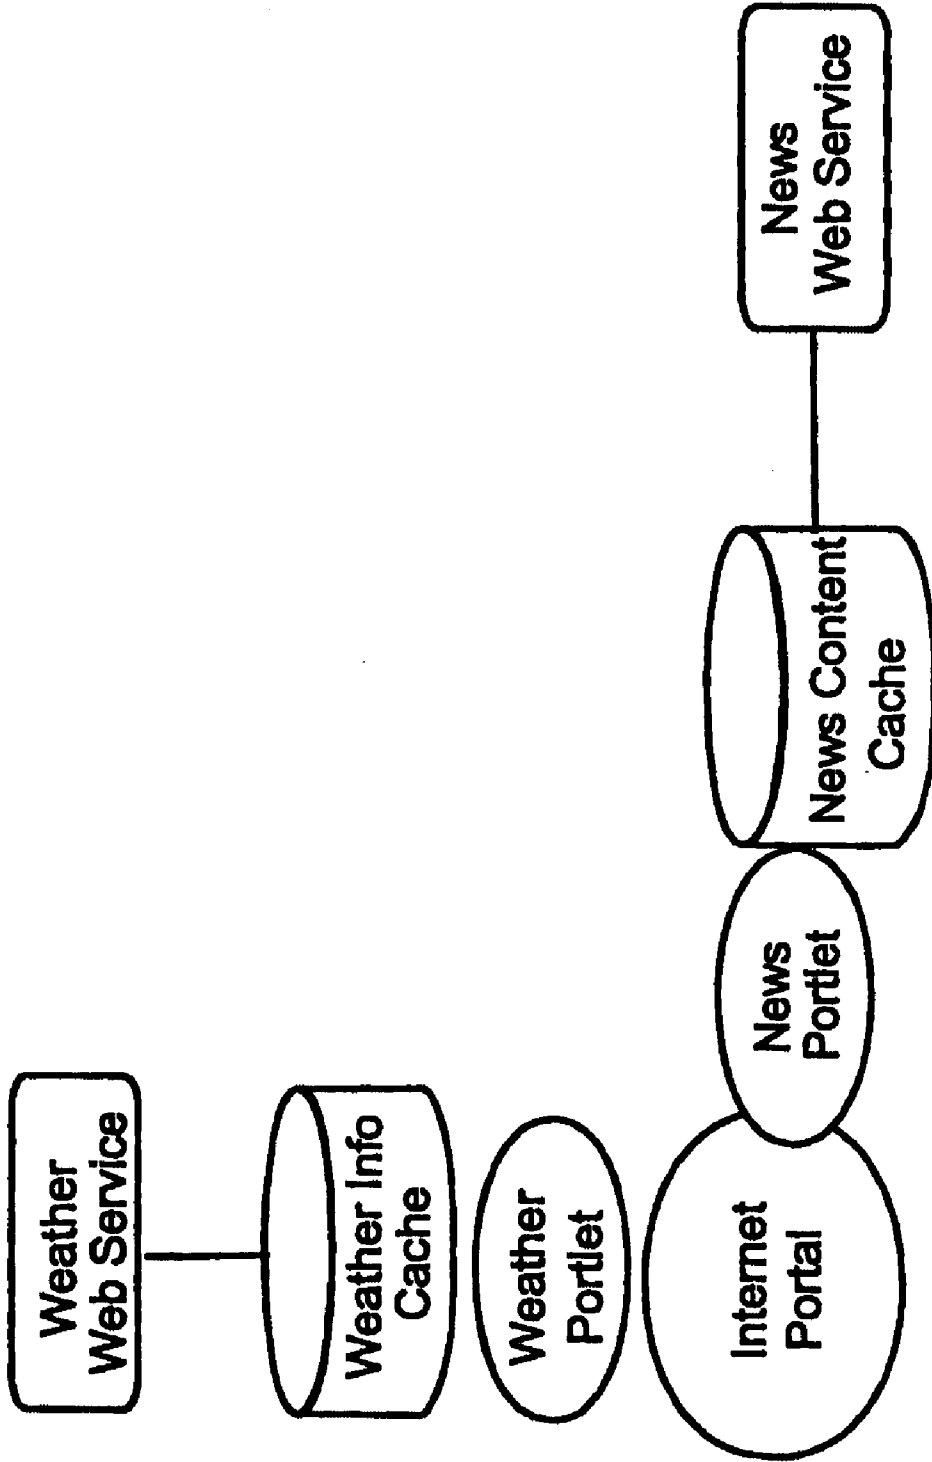 Weather
Web Service
Weather Info
Cache
Weather
Portlet
Internet
Portal
News
Portlet
News Content
Cache
News
Web Service